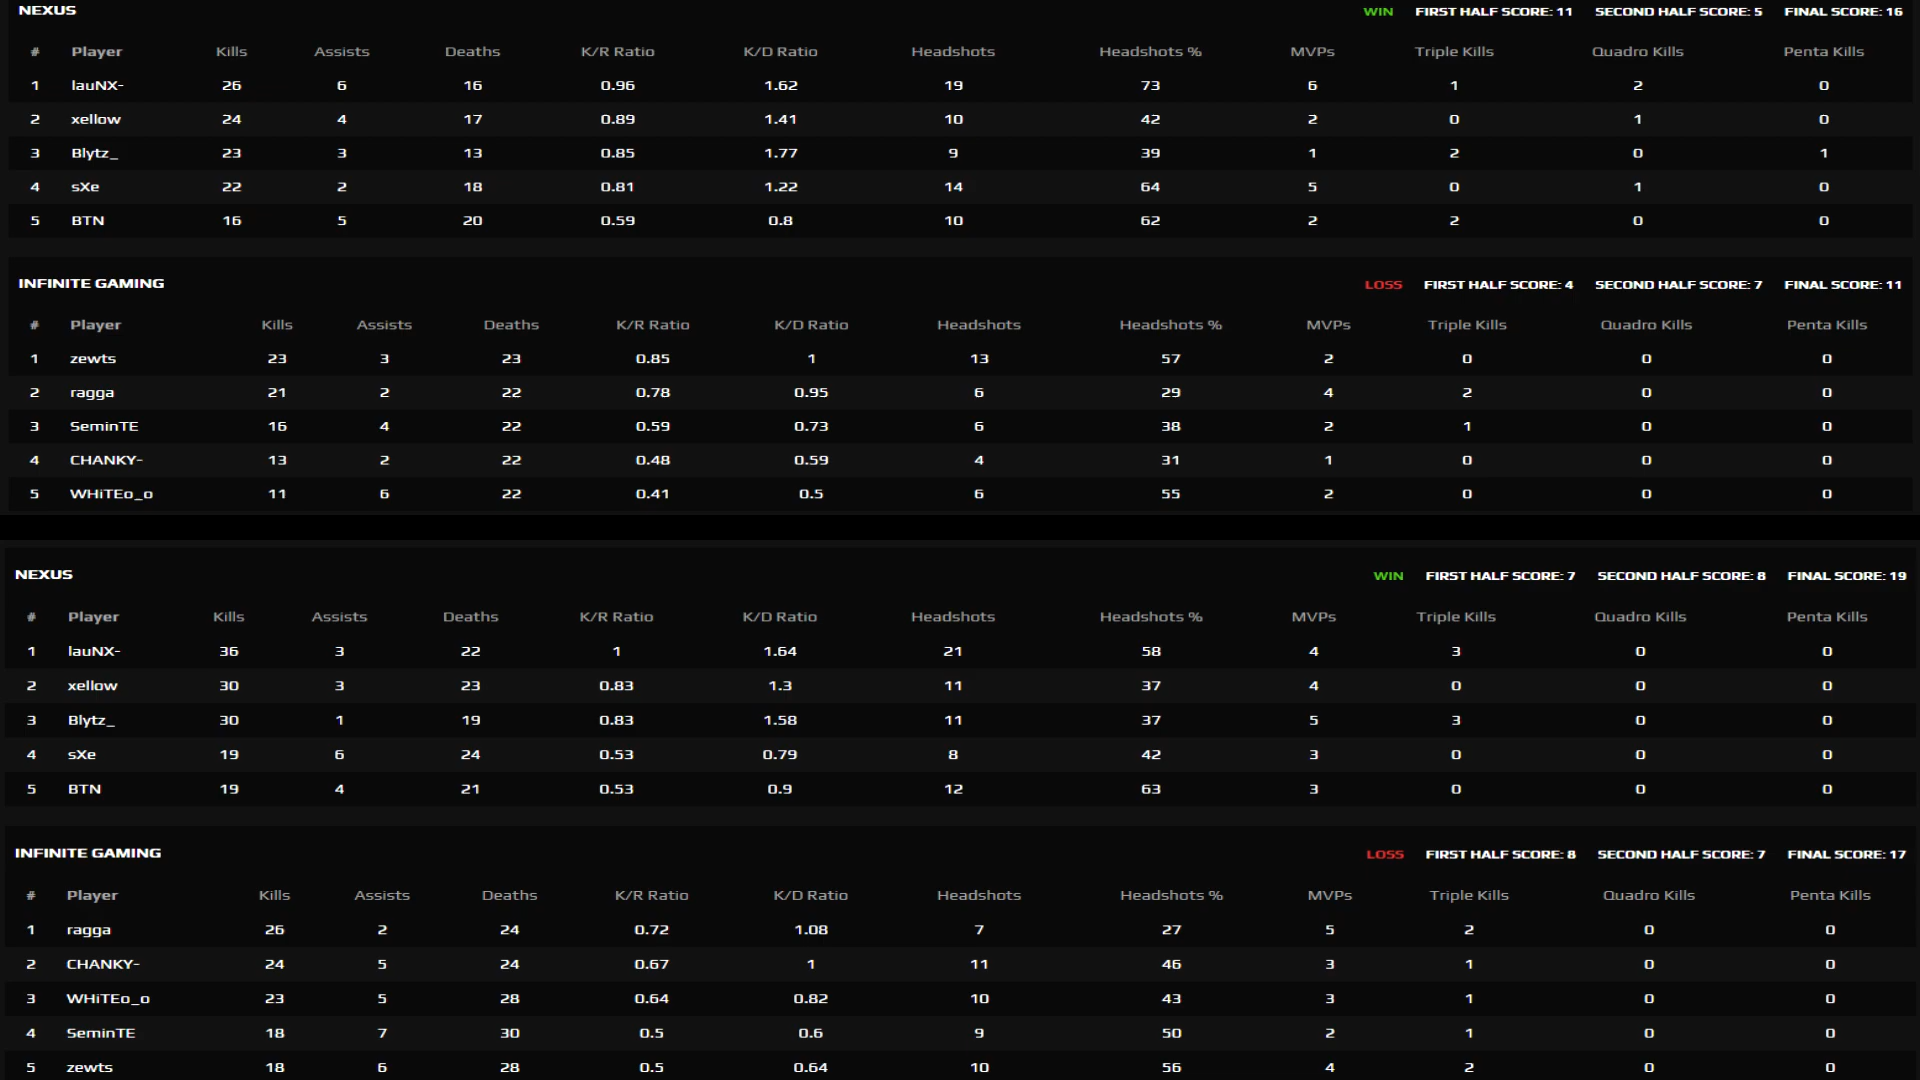 NEXUS WIN FIRST HALF SCORE: 11 SECOND HALF SCORE: 5 FINAL SCORE: 16
# Player Kills Assists Deaths K/R Ratio K/D Ratio Headshots Headshots % MVPs Triple Kills Quadro Kills Penta Kills
1 lauNX- 26 6 16 0.96 1.62 19 73 6 1 2 0
2 xellow 24 4 17 0.89 1.41 10 42 2 0 1 0
3 Blytz_ 23 3 13 0.85 1.77 9 39 1 2 0 1
4 sXe 22 2 18 0.81 1.22 14 64 5 0 1 0
5 BTN 16 5 20 0.59 0.8 10 62 2 2 0 0
INFINITE GAMING LOSS FIRST HALF SCORE: 4 SECOND HALF SCORE: 7 FINAL SCORE: 11
# Player Kills Assists Deaths K/R Ratio K/D Ratio Headshots Headshots % MVPs Triple Kills Quadro Kills Penta Kills
1 zewts 23 3 23 0.85 1 13 57 2 0 0 0
2 ragga 21 2 22 0.78 0.95 6 29 4 2 0 0
3 SeminTE 16 4 22 0.59 0.73 6 38 2 1 0 0
4 CHANKY- 13 2 22 0.48 0.59 4 31 1 0 0 0
5 WHiTEo_o 11 6 22 0.41 0.5 6 55 2 0 0 0
NEXUS WIN FIRST HALF SCORE: 7 SECOND HALF SCORE: 8 FINAL SCORE: 19
# Player Kills Assists Deaths K/R Ratio K/D Ratio Headshots Headshots % MVPs Triple Kills Quadro Kills Penta Kills
1 lauNX- 36 3 22 1 1.64 21 58 4 3 0 0
2 xellow 30 3 23 0.83 1.3 11 37 4 0 0 0
3 Blytz_ 30 1 19 0.83 1.58 11 37 5 3 0 0
4 sXe 19 6 24 0.53 0.79 8 42 3 0 0 0
5 BTN 19 4 21 0.53 0.9 12 63 3 0 0 0
INFINITE GAMING LOSS FIRST HALF SCORE: 8 SECOND HALF SCORE: 7 FINAL SCORE: 17
# Player Kills Assists Deaths K/R Ratio K/D Ratio Headshots Headshots % MVPs Triple Kills Quadro Kills Penta Kills
1 ragga 26 2 24 0.72 1.08 7 27 5 2 0 0
2 CHANKY- 24 5 24 0.67 1 11 46 3 1 0 0
3 WHiTEo_o 23 5 28 0.64 0.82 10 43 3 1 0 0
4 SeminTE 18 7 30 0.5 0.6 9 50 2 1 0 0
5 zewts 18 6 28 0.5 0.64 10 56 4 2 0 0